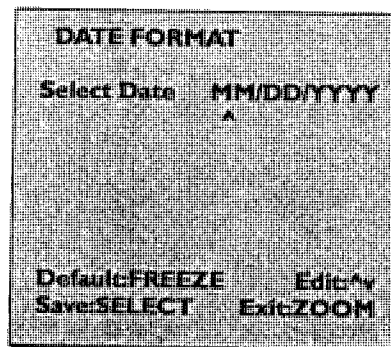 DATE FORMAT
Select Date MM/DD/YYYY
^
Default:FREEZE Edit:^v
Save:SELECT Exit:ZOOM